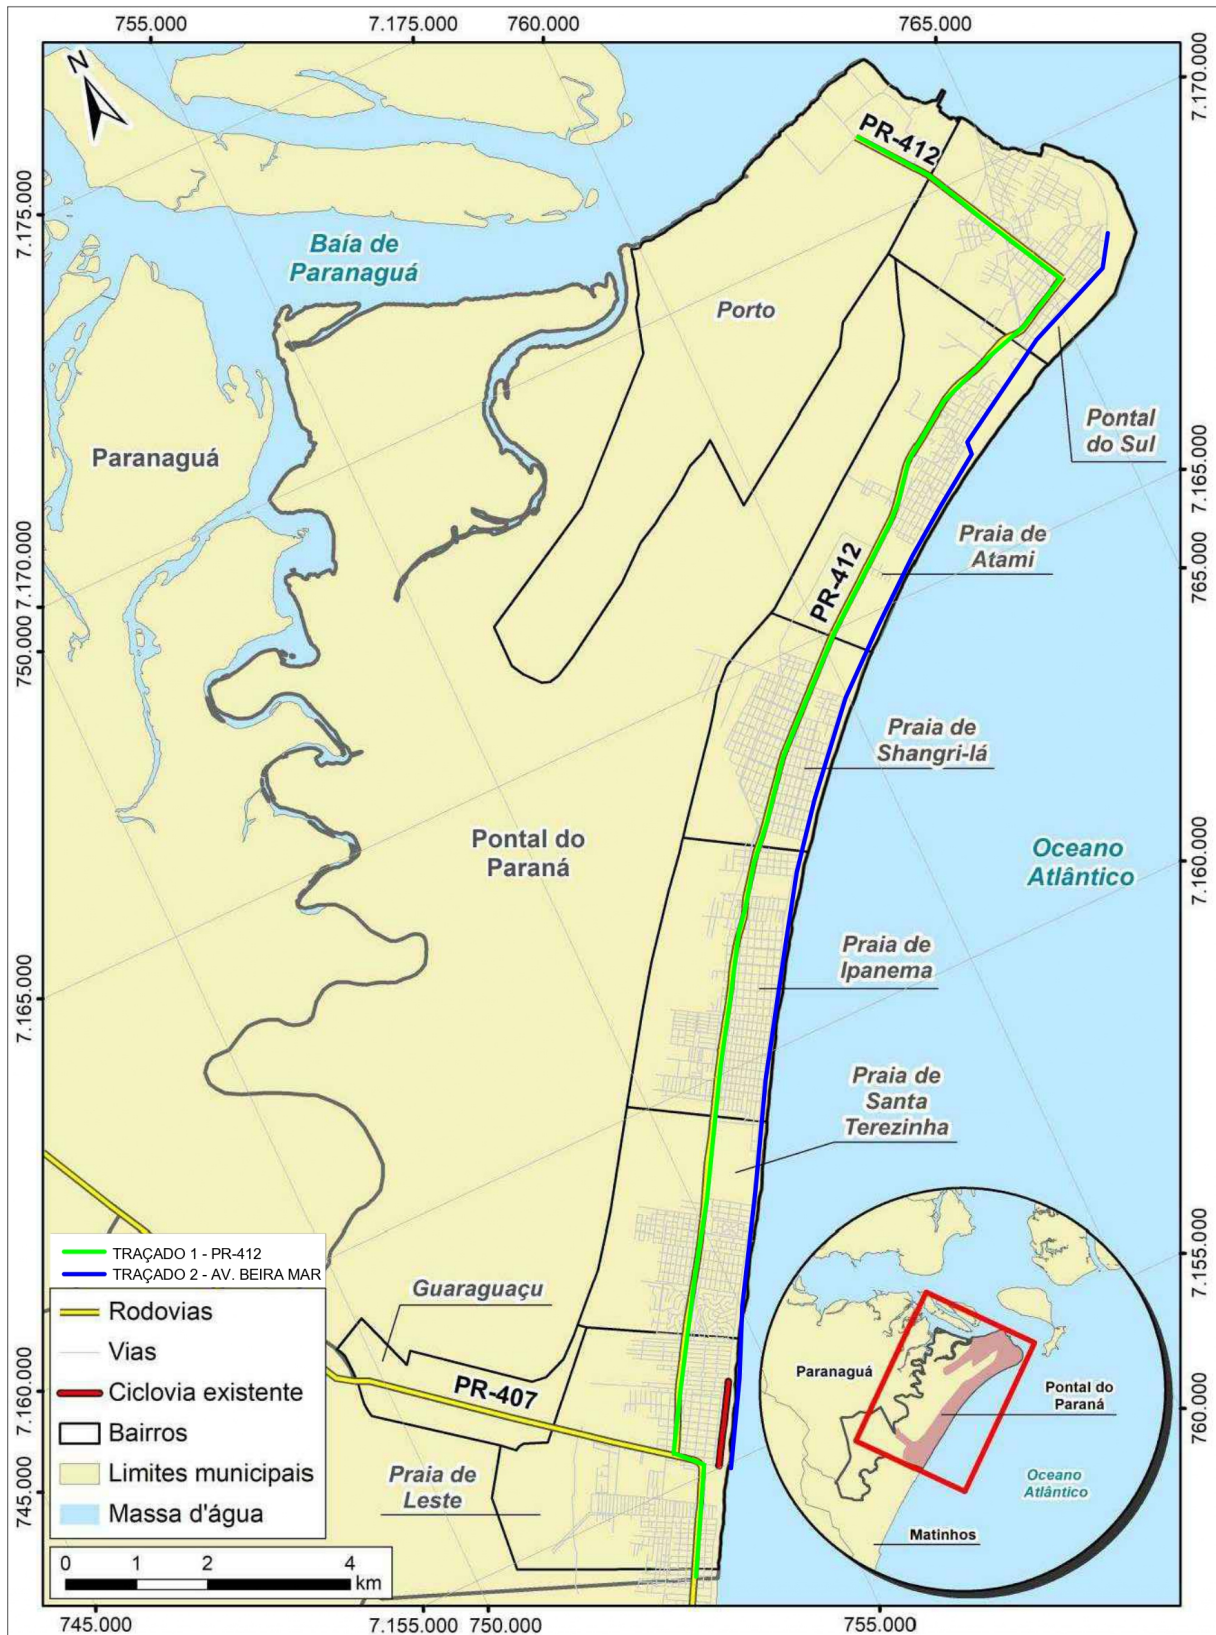 755.000
7.175.000
760.000
765.000
7.170.000
N
PR-412
7.175.000
Baía de
Paranaguá
Porto
Pontal
do Sul
Paranaguá
7.165.000
Praia de
Atami
765.000
PR-412
7.170.000
750.000
Praia de
Shangri-lá
Pontal do
Paraná
Oceano
Atlântico
7.160.000
Praia de
Ipanema
7.165.000
Praia de
Santa
Terezinha
7.155.000
TRAÇADO 1 - PR-412
TRAÇADO 2 - AV. BEIRA MAR
Rodovias
Vias
Ciclovia existente
Bairros
Limites municipais
Massa d'água
Guaraguaçu
PR-407
Praia de
Leste
7.160.000
745.000
0 1 2 4
km
Paranaguá
Pontal do
Paraná
Oceano
Atlântico
Matinhos
760.000
745.000
7.155.000
750.000
755.000